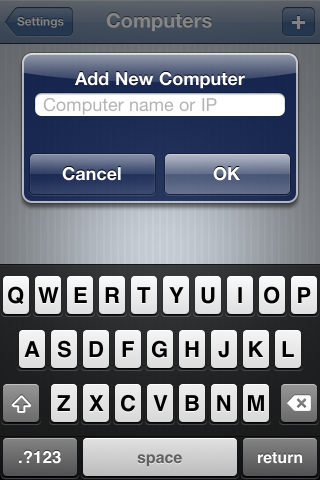 Settings Computers +
Add New Computer
Computer name or IP
Cancel OK
Q W E R T Y U I O P
A S D F G H J K L
Z X C V B N M
.?123 space return